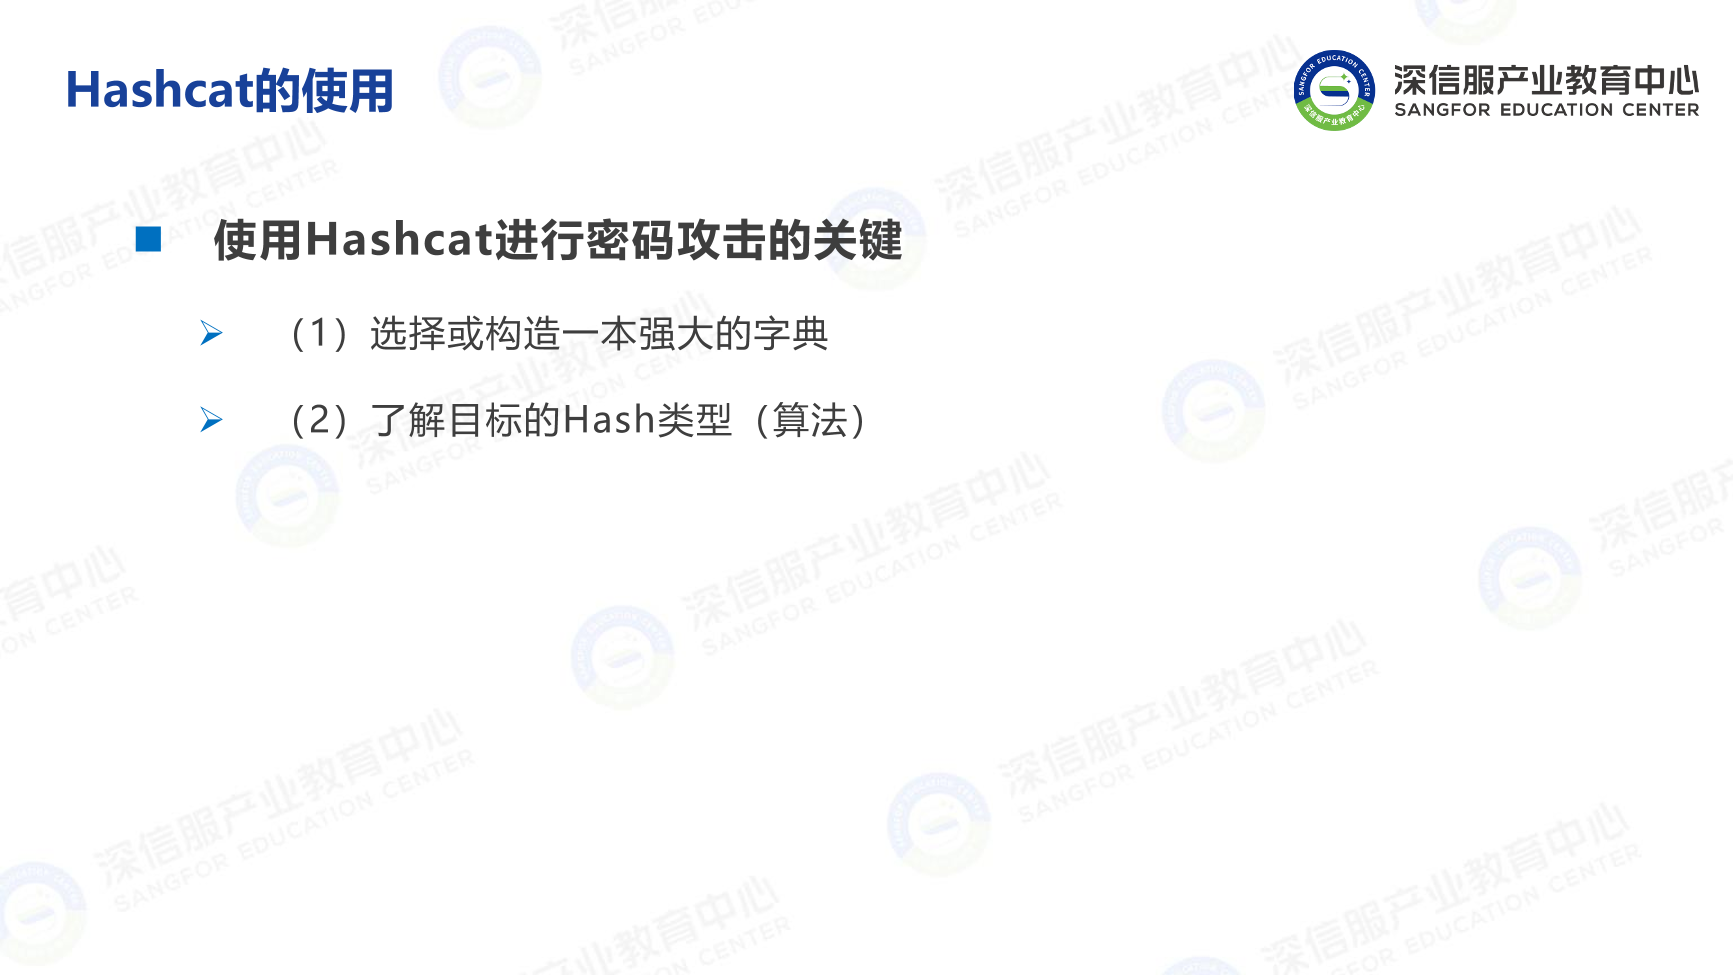 Hashcat的使用
深信服产业教育中心
SANGFOR EDUCATION CENTER
使用Hashcat进行密码攻击的关键
（1）选择或构造一本强大的字典
（2）了解目标的Hash类型（算法）